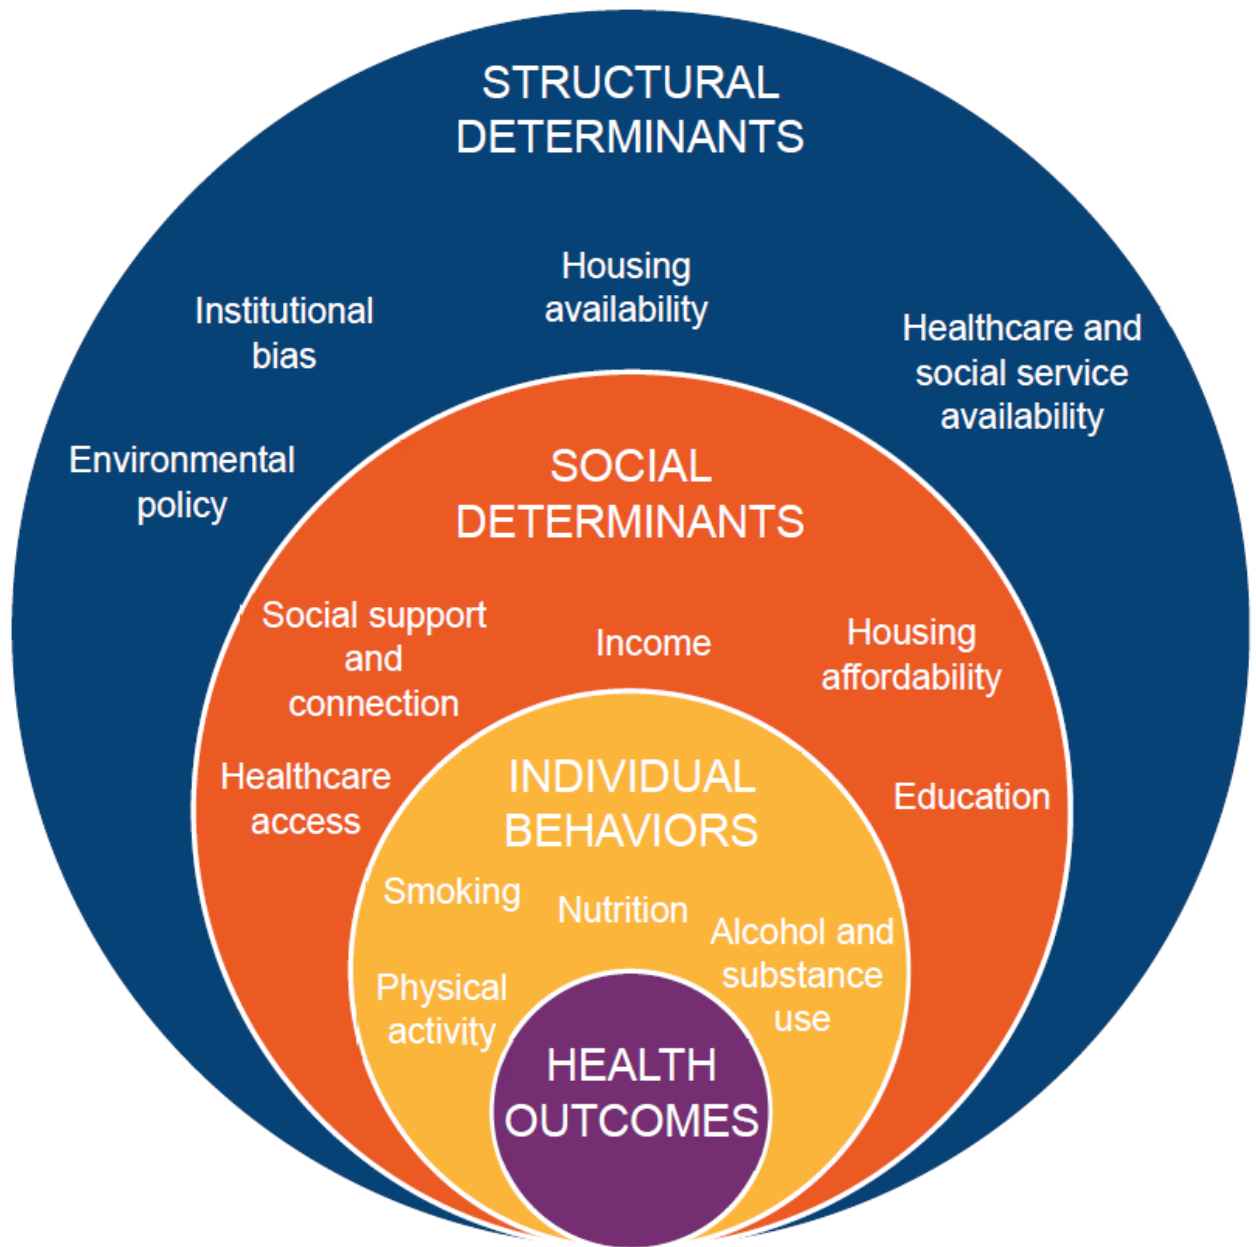 STRUCTURAL
DETERMINANTS
Housing
availability
Institutional
bias
Healthcare and
social service
availability
Environmental
policy
SOCIAL
DETERMINANTS
Social support
and
connection
Income
Housing
affordability
Healthcare
access
Education
INDIVIDUAL
BEHAVIORS
Smoking
Nutrition
Alcohol and
substance
use
Physical
activity
HEALTH
OUTCOMES